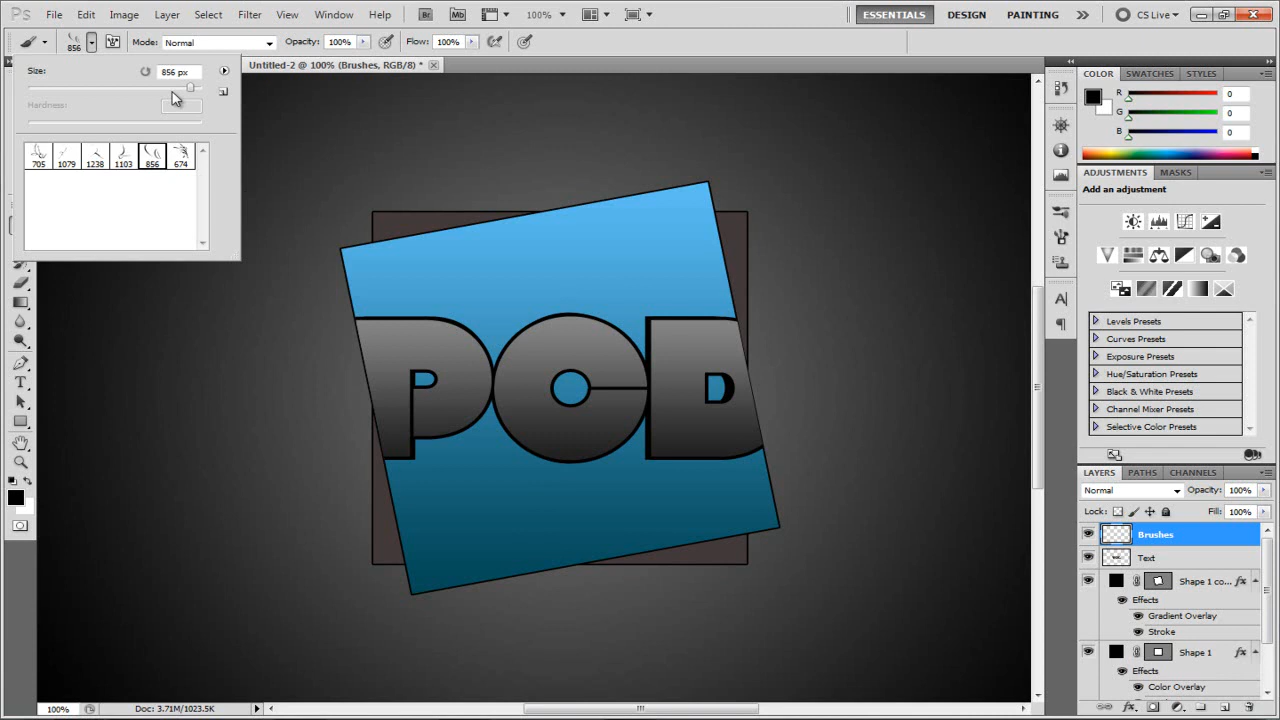 Ps File Edit Image Layer Select Filter View Window Help Br Mb 100% ESSENTIALS DESIGN PAINTING CS Live
856 Mode: Normal Opacity: 100% Flow: 100%
Size: 856 px
Hardness:
705 1079 1238 1103 856 674
Untitled-2 @ 100% (Brushes, RGB/8) *
COLOR SWATCHES STYLES
R 0
G 0
B 0
ADJUSTMENTS MASKS
Add an adjustment
Levels Presets
Curves Presets
Exposure Presets
Hue/Saturation Presets
Black & White Presets
Channel Mixer Presets
Selective Color Presets
PCD
LAYERS PATHS CHANNELS
Normal Opacity: 100%
Lock: Fill: 100%
Brushes
Text
Shape 1 co... fx
Effects
Gradient Overlay
Stroke
Shape 1 fx
Effects
Color Overlay
100% Doc: 3.71M/1023.5K